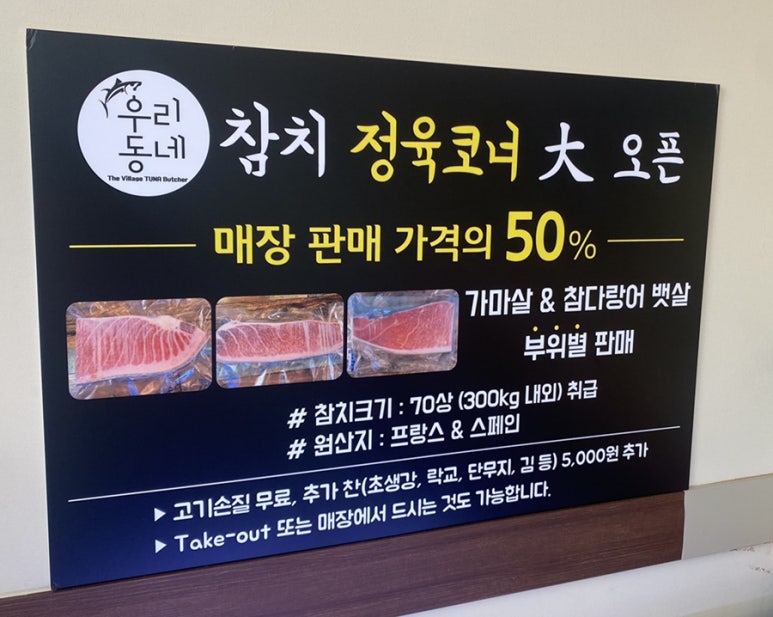 우리
동네
The Village TUNA Butcher
참치 정육코너 大 오픈
매장 판매 가격의 50%
가마살 & 참다랑어 뱃살
부위별 판매
# 참치크기 : 70상 (300kg 내외) 취급
# 원산지 : 프랑스 & 스페인
▶ 고기손질 무료, 추가 찬(초생강, 락교, 단무지, 김 등) 5,000원 추가
▶ Take-out 또는 매장에서 드시는 것도 가능합니다.